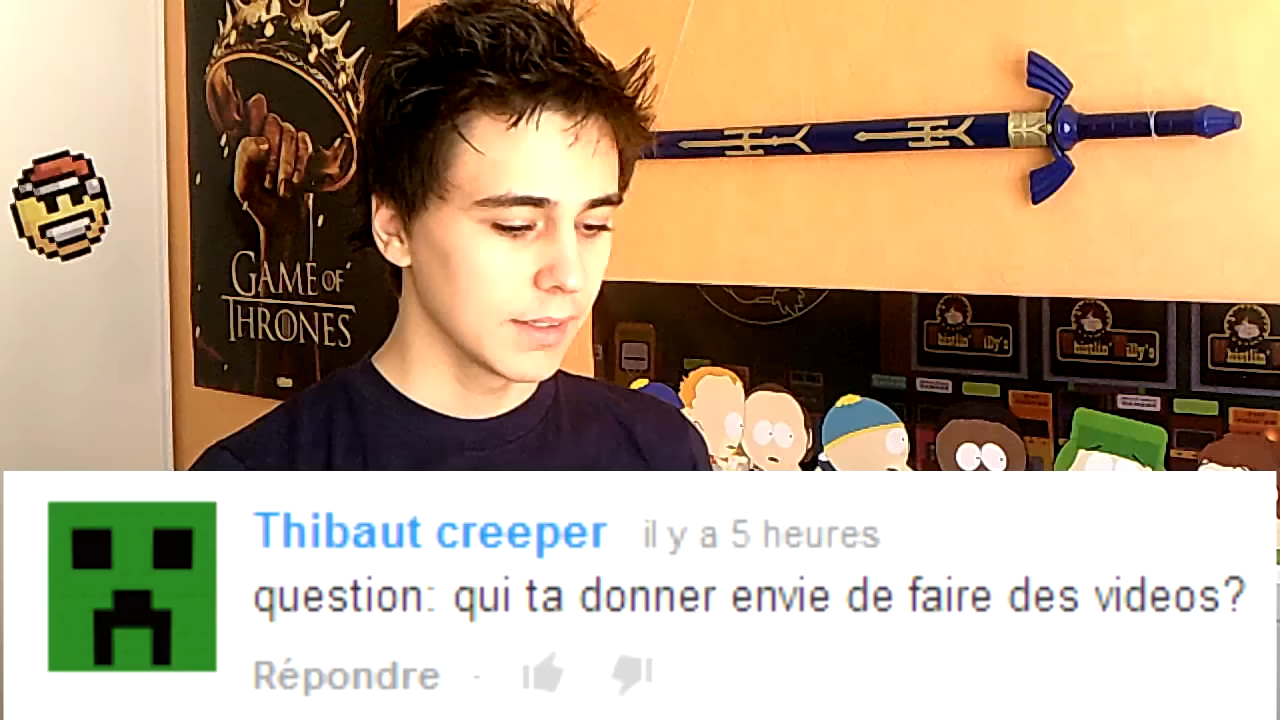 GAME OF
THRONES
Thibaut creeper il y a 5 heures
question: qui ta donner envie de faire des videos?
Répondre